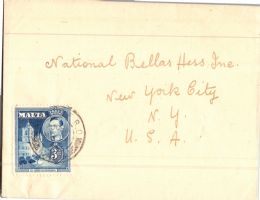 National Bellas Hess Inc.
New York City
N. Y.
U. S. A.
MALTA